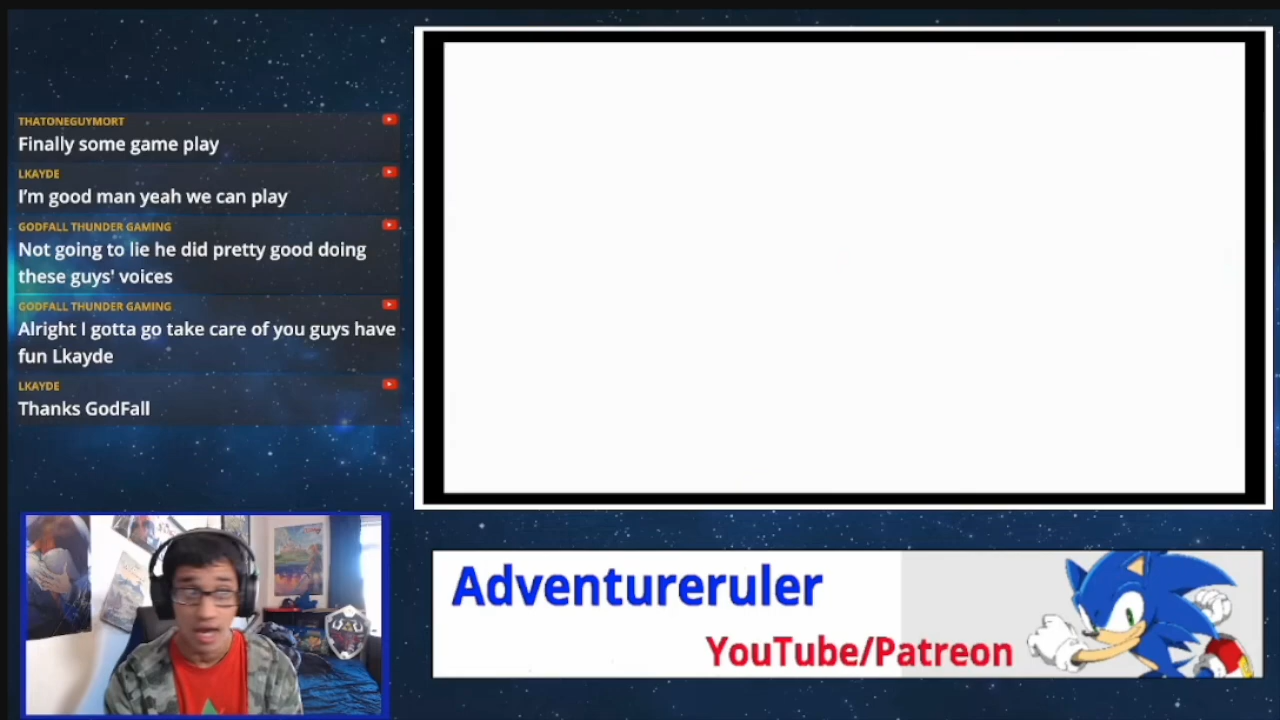 THATONEGUYMORT
Finally some game play
LKAYDE
I'm good man yeah we can play
GODFALL THUNDER GAMING
Not going to lie he did pretty good doing
these guys' voices
GODFALL THUNDER GAMING
Alright I gotta go take care of you guys have
fun Lkayde
LKAYDE
Thanks GodFall
Adventureruler
YouTube/Patreon